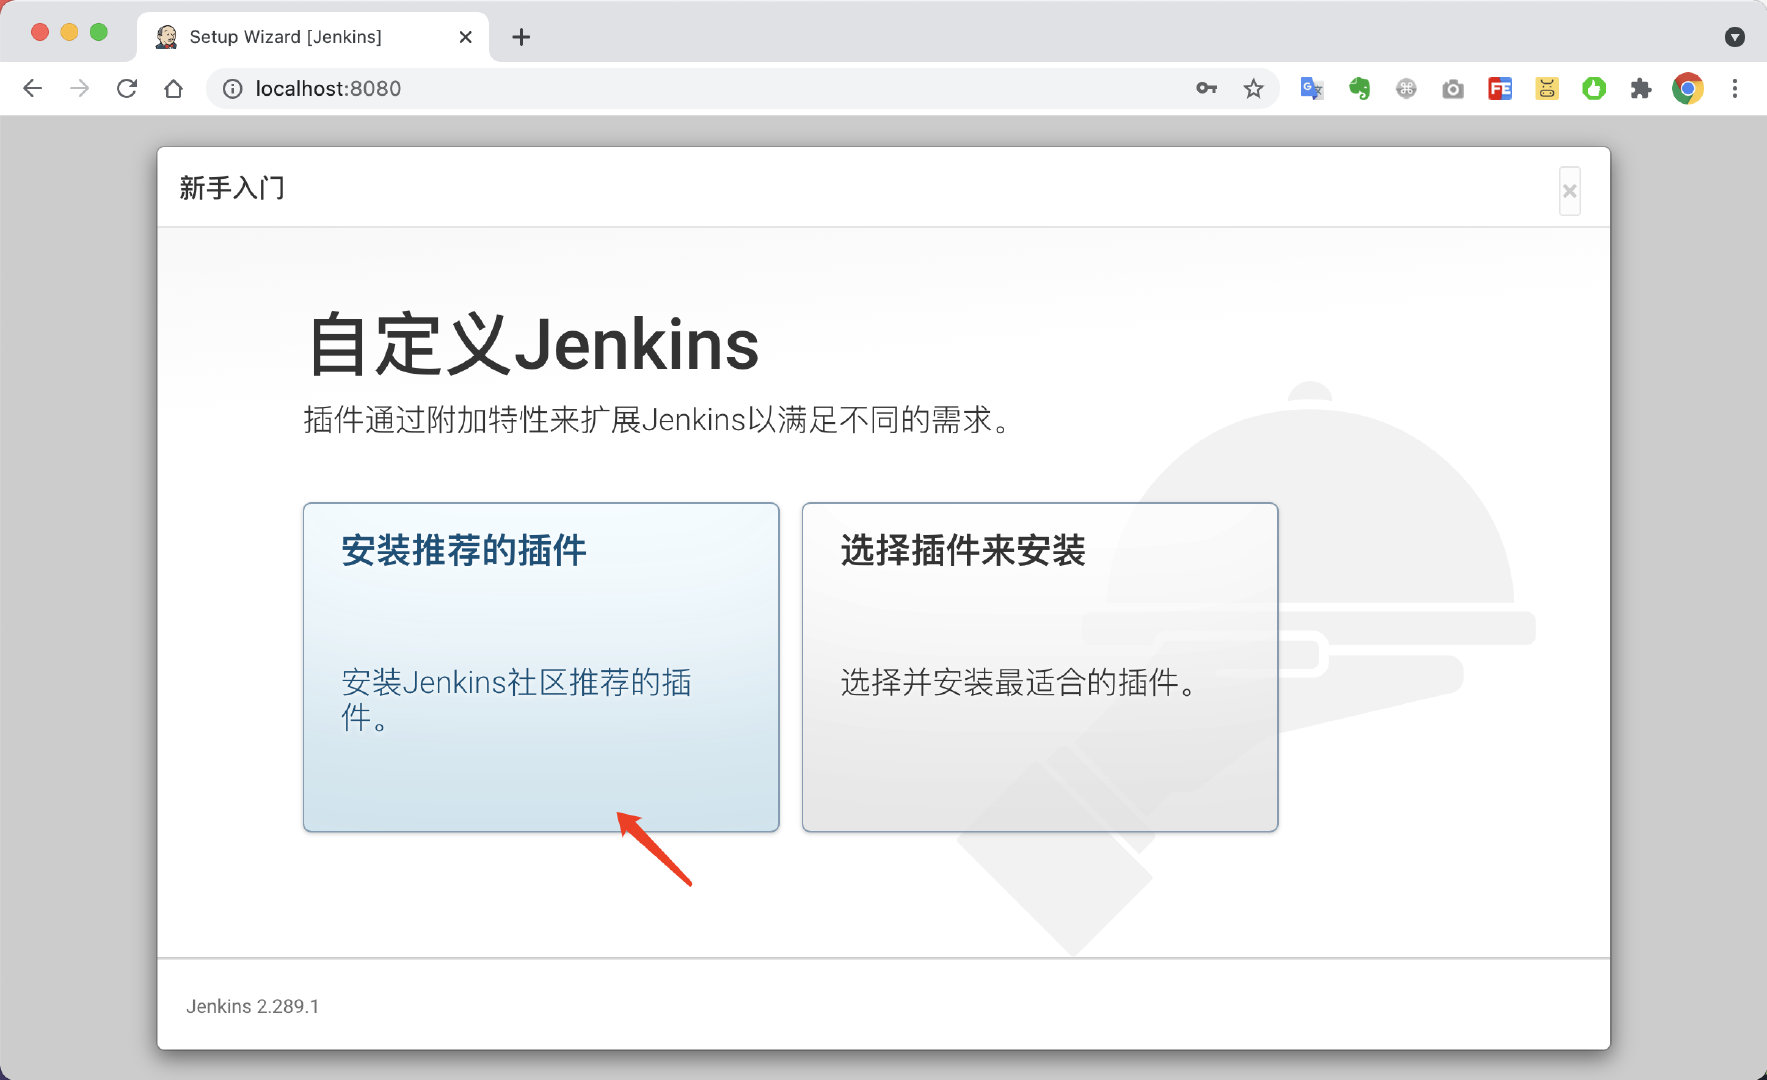 Setup Wizard [Jenkins]
localhost:8080
新手入门
自定义Jenkins
插件通过附加特性来扩展Jenkins以满足不同的需求。
安装推荐的插件
安装Jenkins社区推荐的插
件。
选择插件来安装
选择并安装最适合的插件。
Jenkins 2.289.1